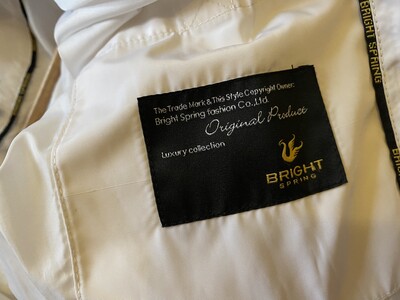 The Trade Mark & This Style Copyright Owner:
Bright Spring fashion Co.,Ltd.
Original Product
Luxury collection
BRIGHT
SPRING
BRIGHT SPRING